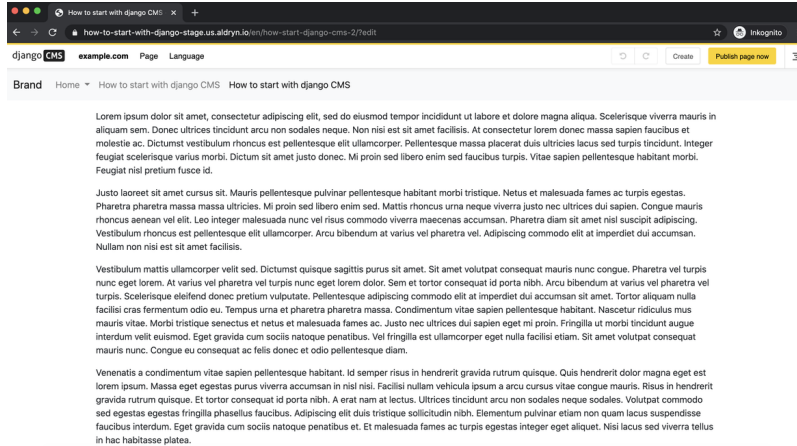 How to start with django CMS
how-to-start-with-django-stage.us.aldryn.io/en/how-start-django-cms-2/?edit
Inkognito
django CMS example.com Page Language Create Publish page now
Brand Home How to start with django CMS How to start with django CMS
Lorem ipsum dolor sit amet, consectetur adipiscing elit, sed do eiusmod tempor incididunt ut labore et dolore magna aliqua. Scelerisque viverra mauris in
aliquam sem. Donec ultrices tincidunt arcu non sodales neque. Non nisi est sit amet facilisis. At consectetur lorem donec massa sapien faucibus et
molestie ac. Dictumst vestibulum rhoncus est pellentesque elit ullamcorper. Pellentesque massa placerat duis ultricies lacus sed turpis tincidunt. Integer
feugiat scelerisque varius morbi. Dictum sit amet justo donec. Mi proin sed libero enim sed faucibus turpis. Vitae sapien pellentesque habitant morbi.
Feugiat nisl pretium fusce id.
Justo laoreet sit amet cursus sit. Mauris pellentesque pulvinar pellentesque habitant morbi tristique. Netus et malesuada fames ac turpis egestas.
Pharetra pharetra massa massa ultricies. Mi proin sed libero enim sed. Mattis rhoncus urna neque viverra justo nec ultrices dui sapien. Congue mauris
rhoncus aenean vel elit. Leo integer malesuada nunc vel risus commodo viverra maecenas accumsan. Pharetra diam sit amet nisl suscipit adipiscing.
Vestibulum rhoncus est pellentesque elit ullamcorper. Arcu bibendum at varius vel pharetra vel. Adipiscing commodo elit at imperdiet dui accumsan.
Nullam non nisi est sit amet facilisis.
Vestibulum mattis ullamcorper velit sed. Dictumst quisque sagittis purus sit amet. Sit amet volutpat consequat mauris nunc congue. Pharetra vel turpis
nunc eget lorem. At varius vel pharetra vel turpis nunc eget lorem dolor. Sem et tortor consequat id porta nibh. Arcu bibendum at varius vel pharetra vel
turpis. Scelerisque eleifend donec pretium vulputate. Pellentesque adipiscing commodo elit at imperdiet dui accumsan sit amet. Tortor aliquam nulla
facilisi cras fermentum odio eu. Tempus urna et pharetra pharetra massa. Condimentum vitae sapien pellentesque habitant. Nascetur ridiculus mus
mauris vitae. Morbi tristique senectus et netus et malesuada fames ac. Justo nec ultrices dui sapien eget mi proin. Fringilla ut morbi tincidunt augue
interdum velit euismod. Eget gravida cum sociis natoque penatibus. Vel fringilla est ullamcorper eget nulla facilisi etiam. Sit amet volutpat consequat
mauris nunc. Congue eu consequat ac felis donec et odio pellentesque diam.
Venenatis a condimentum vitae sapien pellentesque habitant. Id semper risus in hendrerit gravida rutrum quisque. Quis hendrerit dolor magna eget est
lorem ipsum. Massa eget egestas purus viverra accumsan in nisl nisi. Facilisi nullam vehicula ipsum a arcu cursus vitae congue mauris. Risus in hendrerit
gravida rutrum quisque. Et tortor consequat id porta nibh. A erat nam at lectus. Ultrices tincidunt arcu non sodales neque sodales. Volutpat commodo
sed egestas egestas fringilla phasellus faucibus. Adipiscing elit duis tristique sollicitudin nibh. Elementum pulvinar etiam non quam lacus suspendisse
faucibus interdum. Eget gravida cum sociis natoque penatibus et. Et malesuada fames ac turpis egestas integer eget aliquet. Nisi lacus sed viverra tellus
in hac habitasse platea.